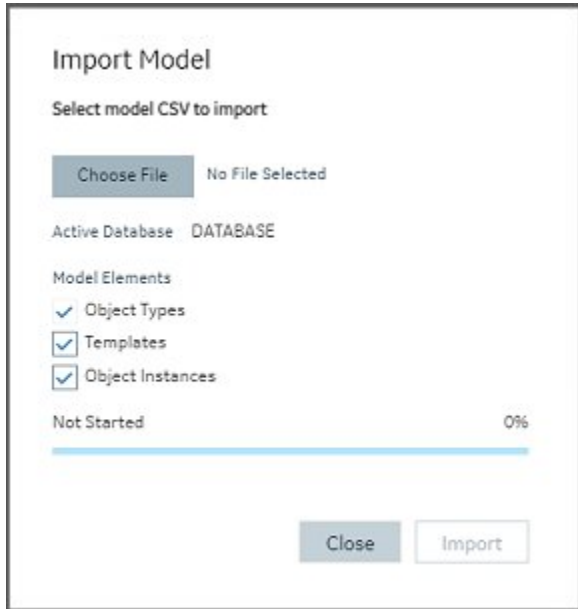 Import Model
Select model CSV to import
Choose File No File Selected
Active Database DATABASE
Model Elements
Object Types
Templates
Object Instances
Not Started 0%
Close Import